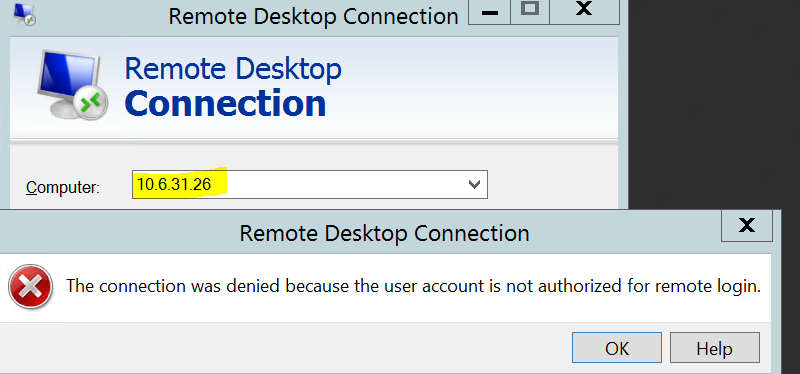 Remote Desktop Connection
Remote Desktop
Connection
Computer:
10.6.31.26
Remote Desktop Connection
The connection was denied because the user account is not authorized for remote login.
OK
Help